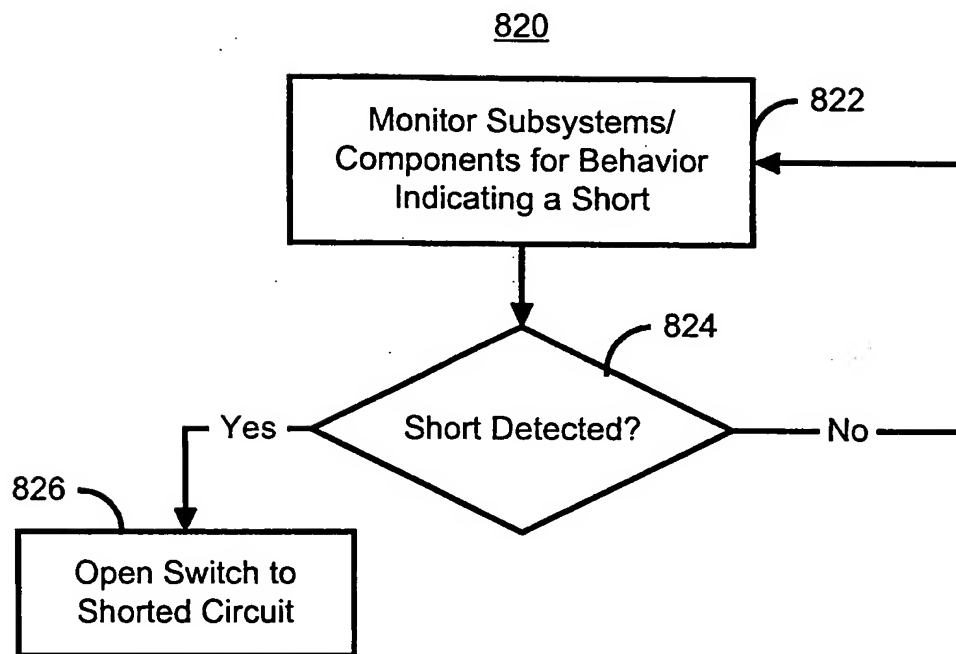 820
Monitor Subsystems/
Components for Behavior
Indicating a Short
822
824
Short Detected?
Yes
No
826
Open Switch to
Shorted Circuit